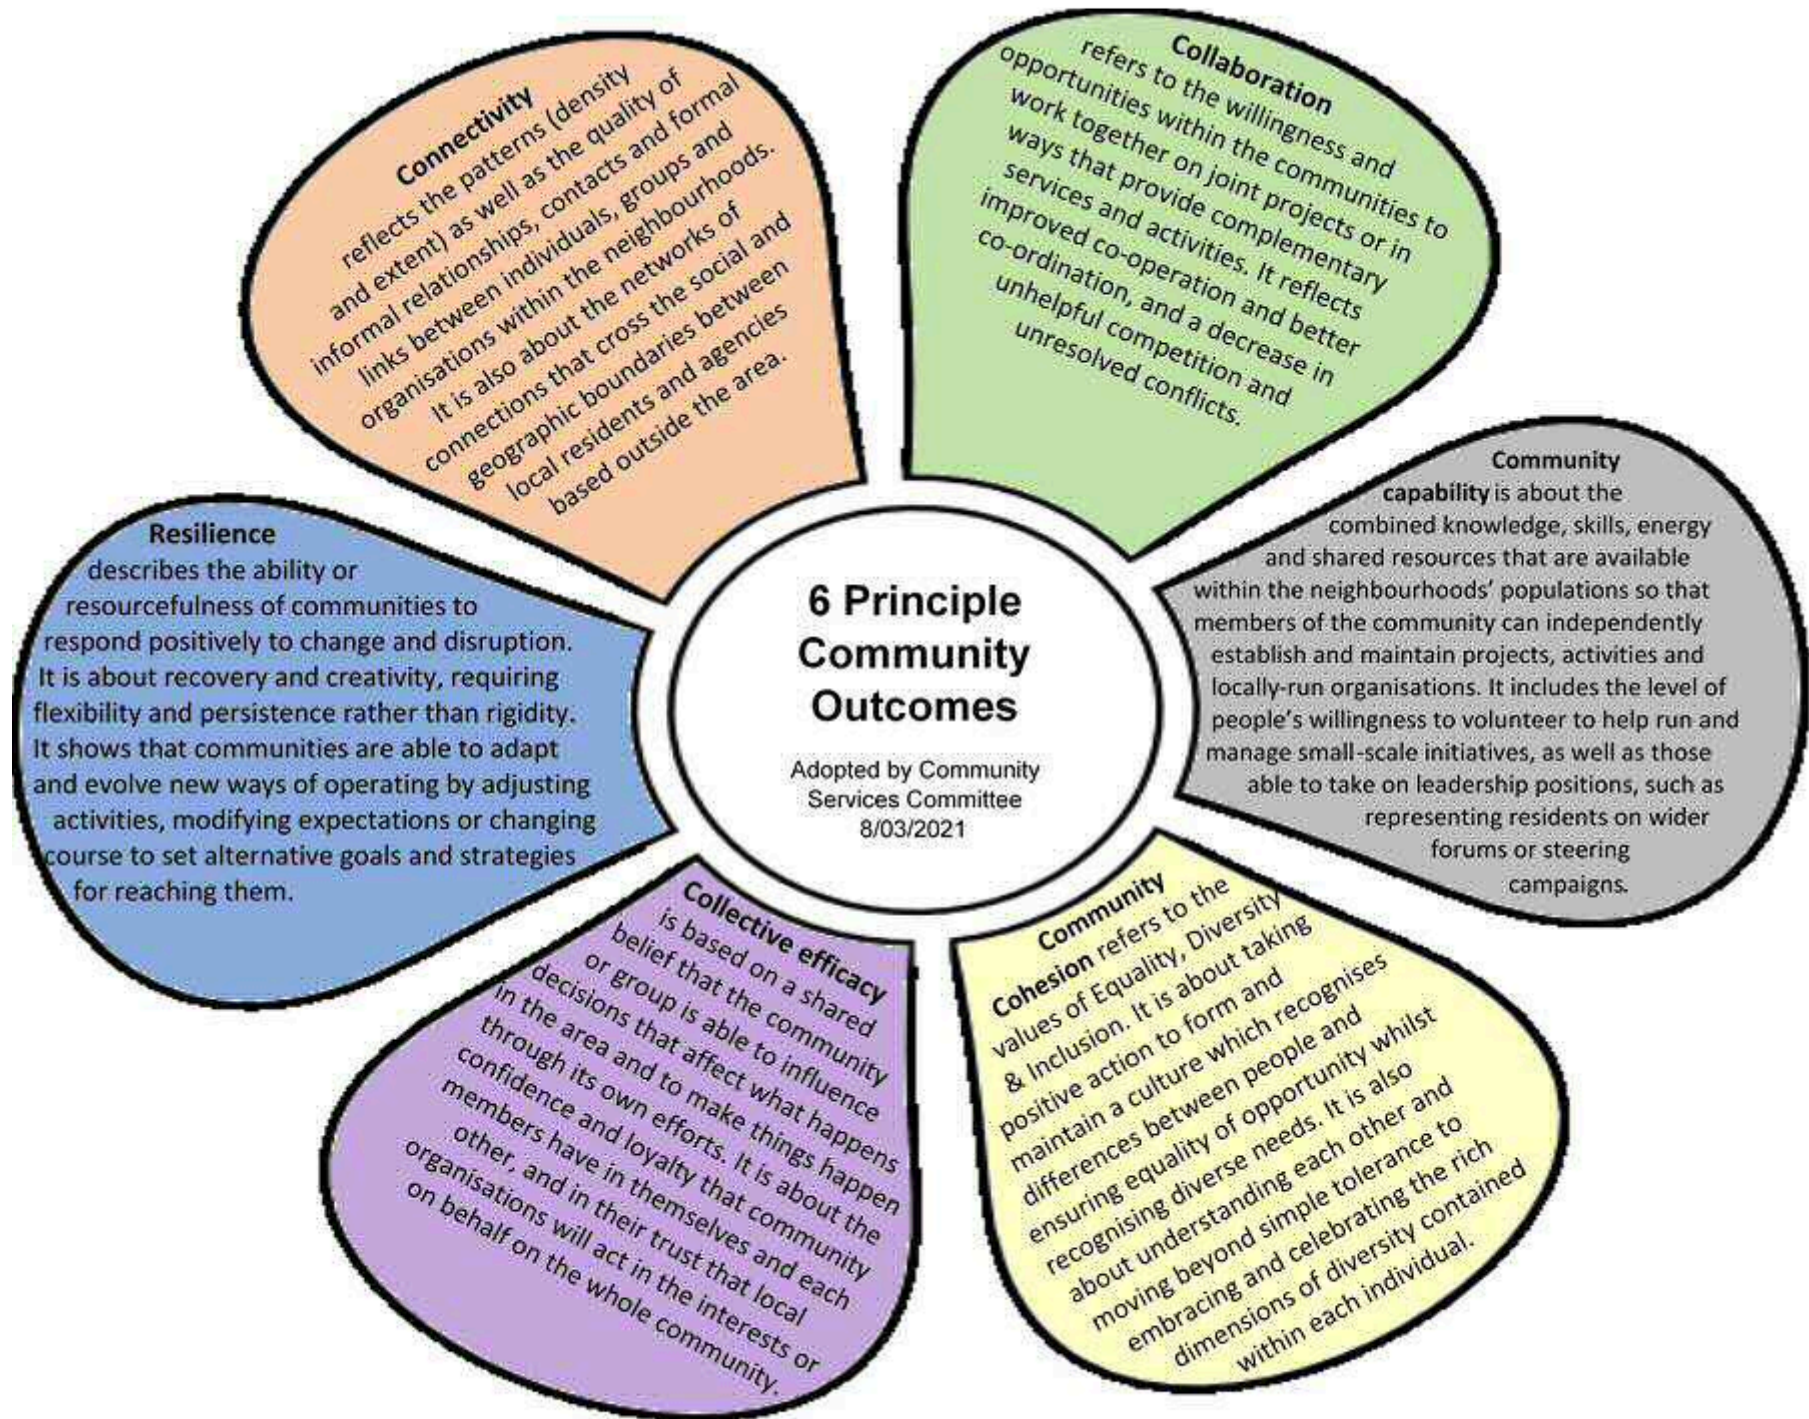 6 Principle
Community
Outcomes
Adopted by Community
Services Committee
8/03/2021
Connectivity
reflects the patterns (density
and extent) as well as the quality of
informal relationships, contacts and formal
links between individuals, groups and
organisations within the neighbourhoods.
It is also about the networks of
connections that cross the social and
geographic boundaries between
local residents and agencies
based outside the area.
Collaboration
refers to the willingness and
opportunities within the communities to
work together on joint projects or in
ways that provide complementary
services and activities. It reflects
improved co-operation and better
co-ordination, and a decrease in
unhelpful competition and
unresolved conflicts.
Community
capability is about the
combined knowledge, skills, energy
and shared resources that are available
within the neighbourhoods’ populations so that
members of the community can independently
establish and maintain projects, activities and
locally-run organisations. It includes the level of
people’s willingness to volunteer to help run and
manage small-scale initiatives, as well as those
able to take on leadership positions, such as
representing residents on wider
forums or steering
campaigns.
Community
Cohesion refers to the
values of Equality, Diversity
& Inclusion. It is about taking
positive action to form and
maintain a culture which recognises
differences between people and
ensuring equality of opportunity whilst
recognising diverse needs. It is also
about understanding each other and
moving beyond simple tolerance to
embracing and celebrating the rich
dimensions of diversity contained
within each individual.
Collective efficacy
is based on a shared
belief that the community
or group is able to influence
decisions that affect what happens
in the area and to make things happen
through its own efforts. It is about the
confidence and loyalty that community
members have in themselves and each
other, and in their trust that local
organisations will act in the interests or
on behalf on the whole community.
Resilience
describes the ability or
resourcefulness of communities to
respond positively to change and disruption.
It is about recovery and creativity, requiring
flexibility and persistence rather than rigidity.
It shows that communities are able to adapt
and evolve new ways of operating by adjusting
activities, modifying expectations or changing
course to set alternative goals and strategies
for reaching them.